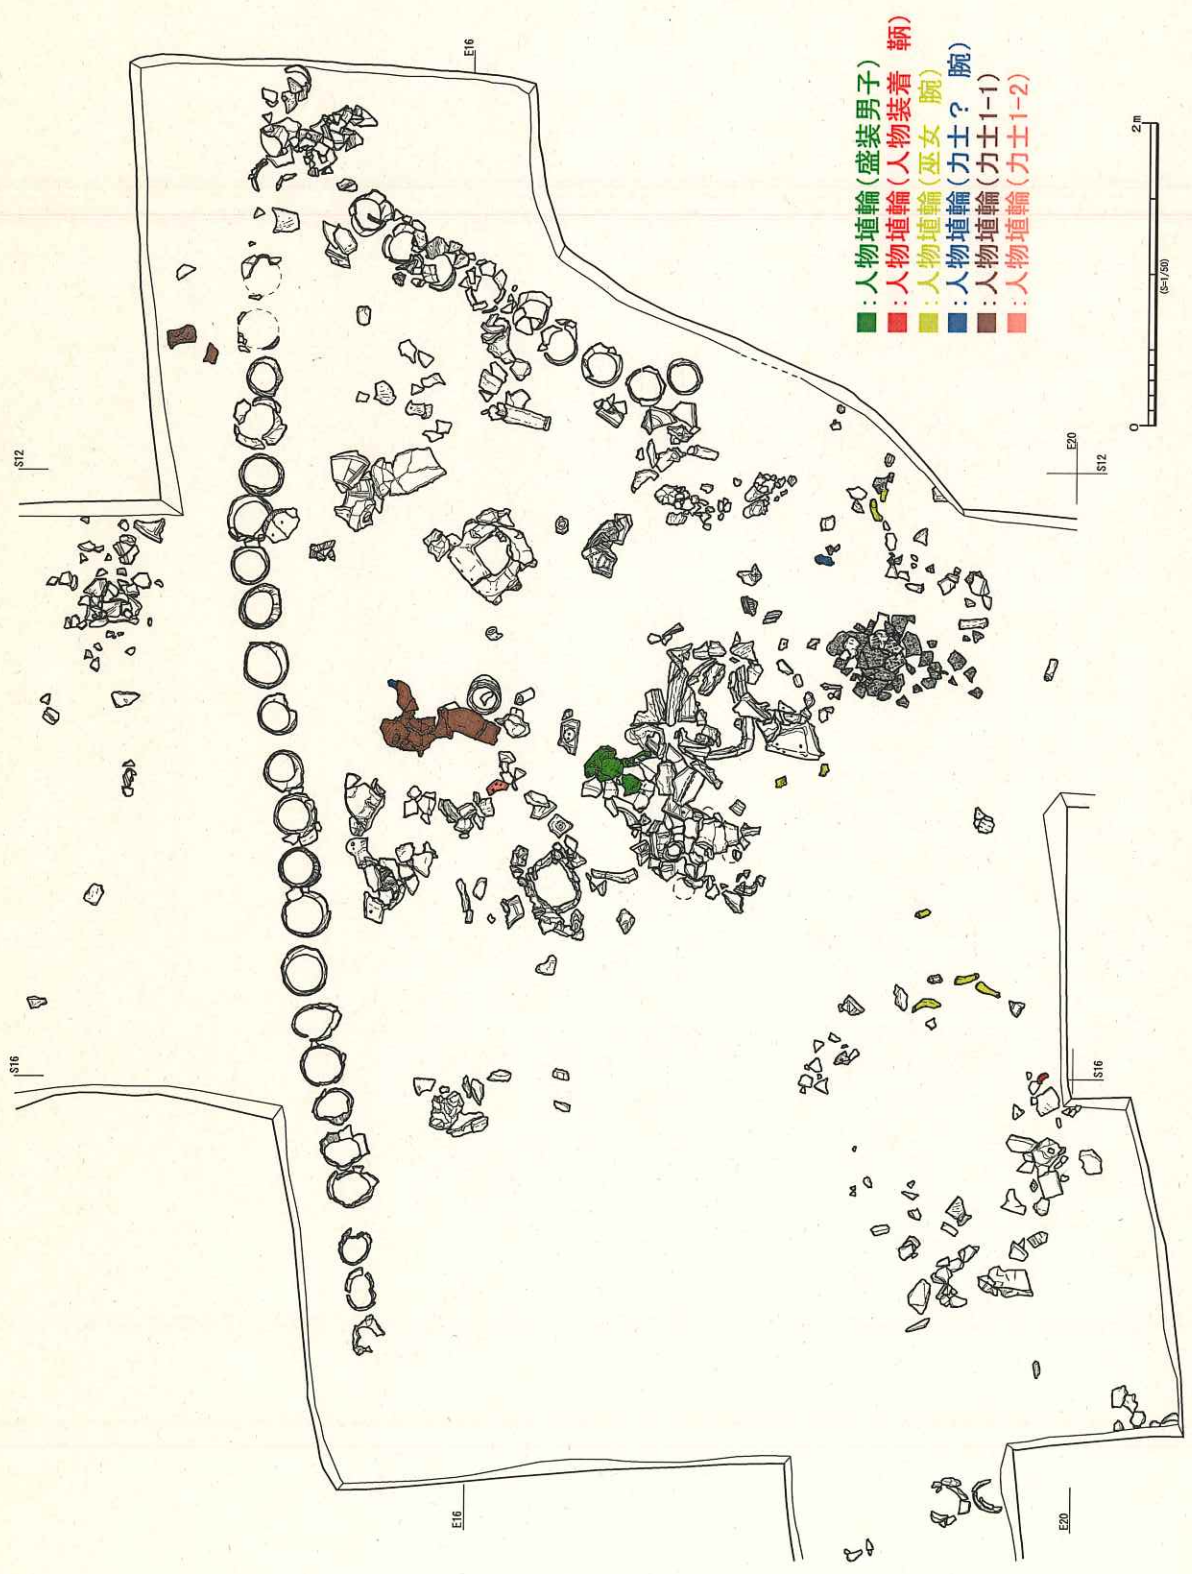 ■:人物埴輪(盛装男子)
■:人物埴輪(人物装着 鞆)
■:人物埴輪(巫女 腕)
■:人物埴輪(力士? 腕)
■:人物埴輪(力士1-1)
■:人物埴輪(力士1-2)
0
2m
(S=1/50)
S12
S16
E16
E16
E20
S12
S16
E20